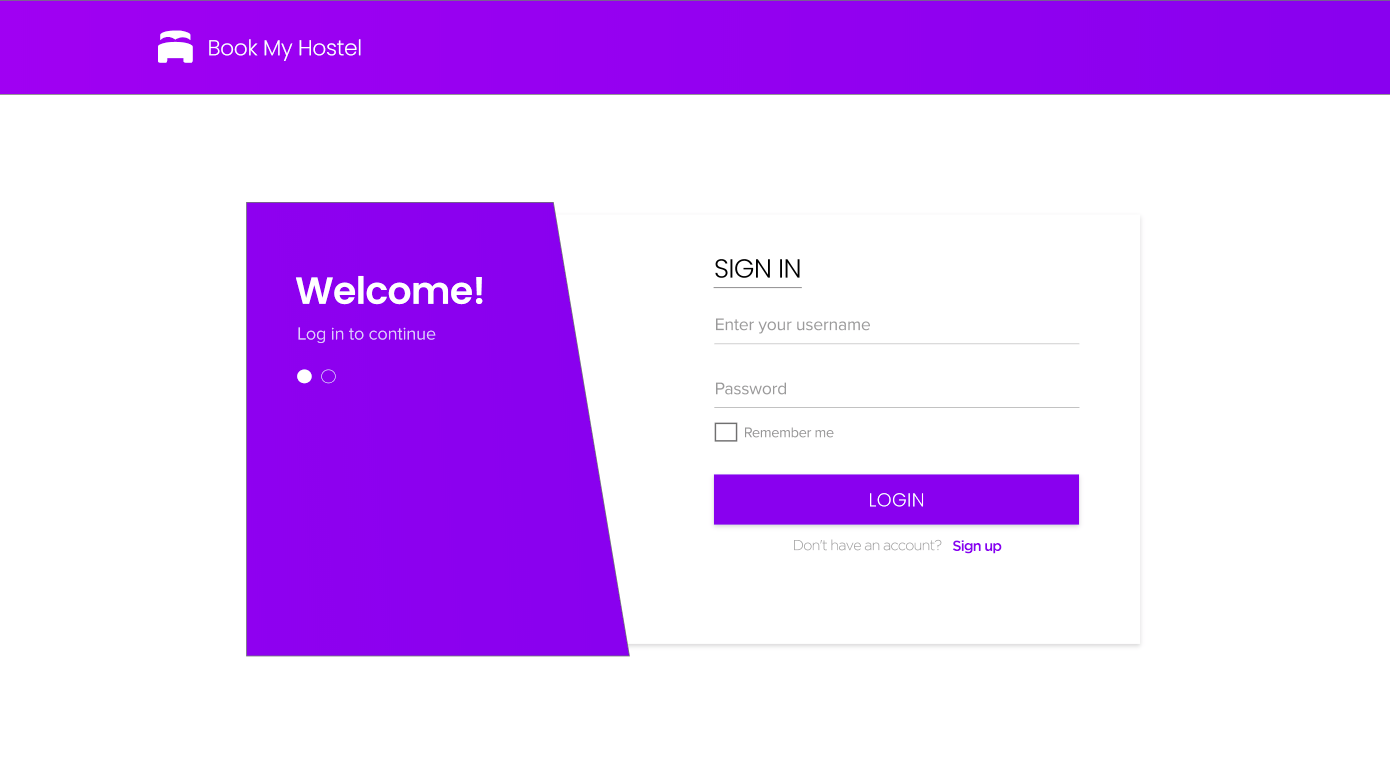 Book My Hostel
Welcome!
Log in to continue
SIGN IN
Enter your username
Password
Remember me
LOGIN
Don't have an account? Sign up